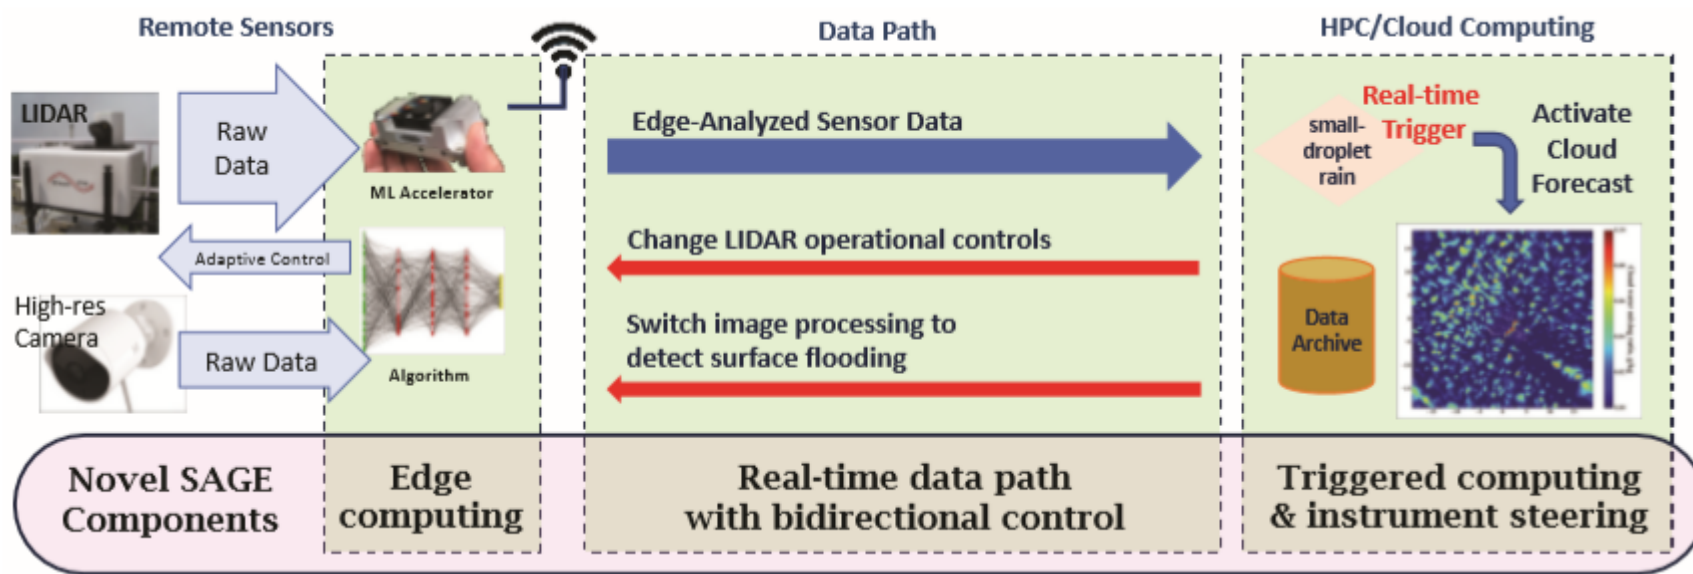 Remote Sensors
Data Path
HPC/Cloud Computing
LIDAR
Raw
Data
ML Accelerator
Adaptive Control
High-res
Camera
Raw Data
Algorithm
Edge-Analyzed Sensor Data
Change LIDAR operational controls
Switch image processing to
detect surface flooding
Real-time
Trigger
small-
droplet
rain
Activate
Cloud
Forecast
Data
Archive
Novel SAGE
Components
Edge
computing
Real-time data path
with bidirectional control
Triggered computing
& instrument steering